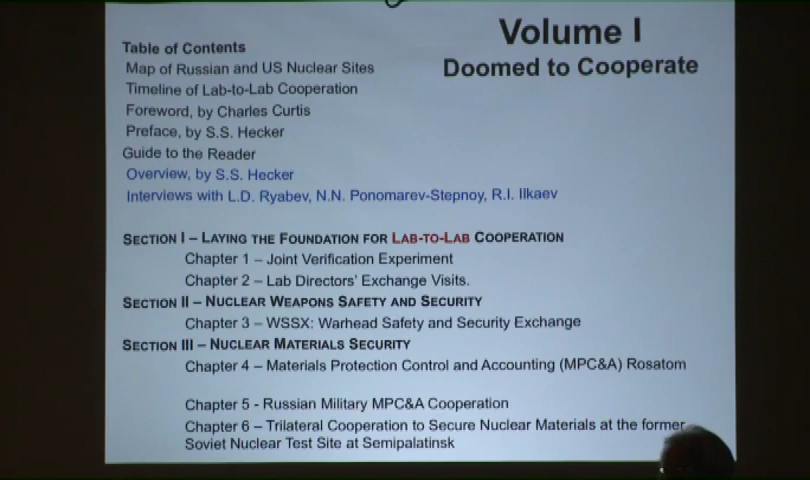 Volume I
Doomed to Cooperate
Table of Contents
Map of Russian and US Nuclear Sites
Timeline of Lab-to-Lab Cooperation
Foreword, by Charles Curtis
Preface, by S.S. Hecker
Guide to the Reader
Overview, by S.S. Hecker
Interviews with L.D. Ryabev, N.N. Ponomarev-Stepnoy, R.I. Ilkaev
SECTION I – LAYING THE FOUNDATION FOR LAB-TO-LAB COOPERATION
Chapter 1 – Joint Verification Experiment
Chapter 2 – Lab Directors' Exchange Visits.
SECTION II – NUCLEAR WEAPONS SAFETY AND SECURITY
Chapter 3 – WSSX: Warhead Safety and Security Exchange
SECTION III – NUCLEAR MATERIALS SECURITY
Chapter 4 – Materials Protection Control and Accounting (MPC&A) Rosatom
Chapter 5 - Russian Military MPC&A Cooperation
Chapter 6 – Trilateral Cooperation to Secure Nuclear Materials at the former
Soviet Nuclear Test Site at Semipalatinsk